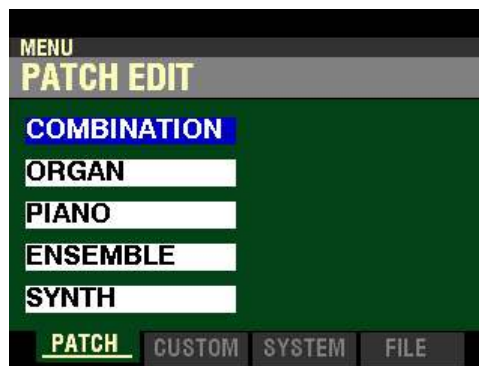 MENU
PATCH EDIT
COMBINATION
ORGAN
PIANO
ENSEMBLE
SYNTH
PATCH CUSTOM SYSTEM FILE